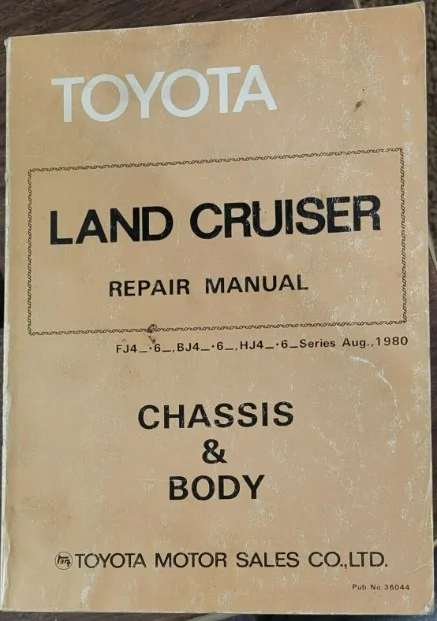 TOYOTA
LAND CRUISER
REPAIR MANUAL
FJ4_·6_,BJ4_·6_,HJ4_·6_Series Aug.,1980
CHASSIS
&
BODY
TOYOTA MOTOR SALES CO.,LTD.
Pub.No.36044